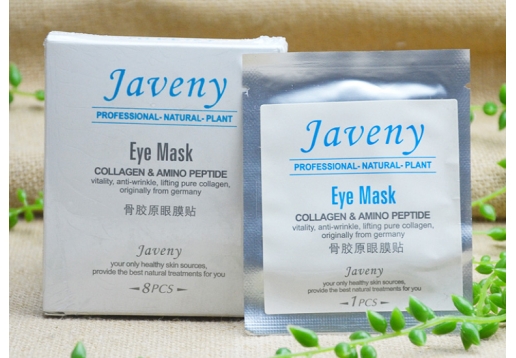 Javeny
PROFESSIONAL- NATURAL- PLANT
Eye Mask
COLLAGEN & AMINO PEPTIDE
vitality, anti-wrinkle, lifting pure collagen,
originally from germany
骨胶原眼膜贴
Javeny
your only healthy skin sources,
provide the best natural treatments for you
8PCS
Javeny
PROFESSIONAL- NATURAL- PLANT
Eye Mask
COLLAGEN & AMINO PEPTIDE
vitality, anti-wrinkle, lifting pure collagen,
originally from germany
骨胶原眼膜贴
Javeny
your only healthy skin sources,
provide the best natural treatments for you
1PCS